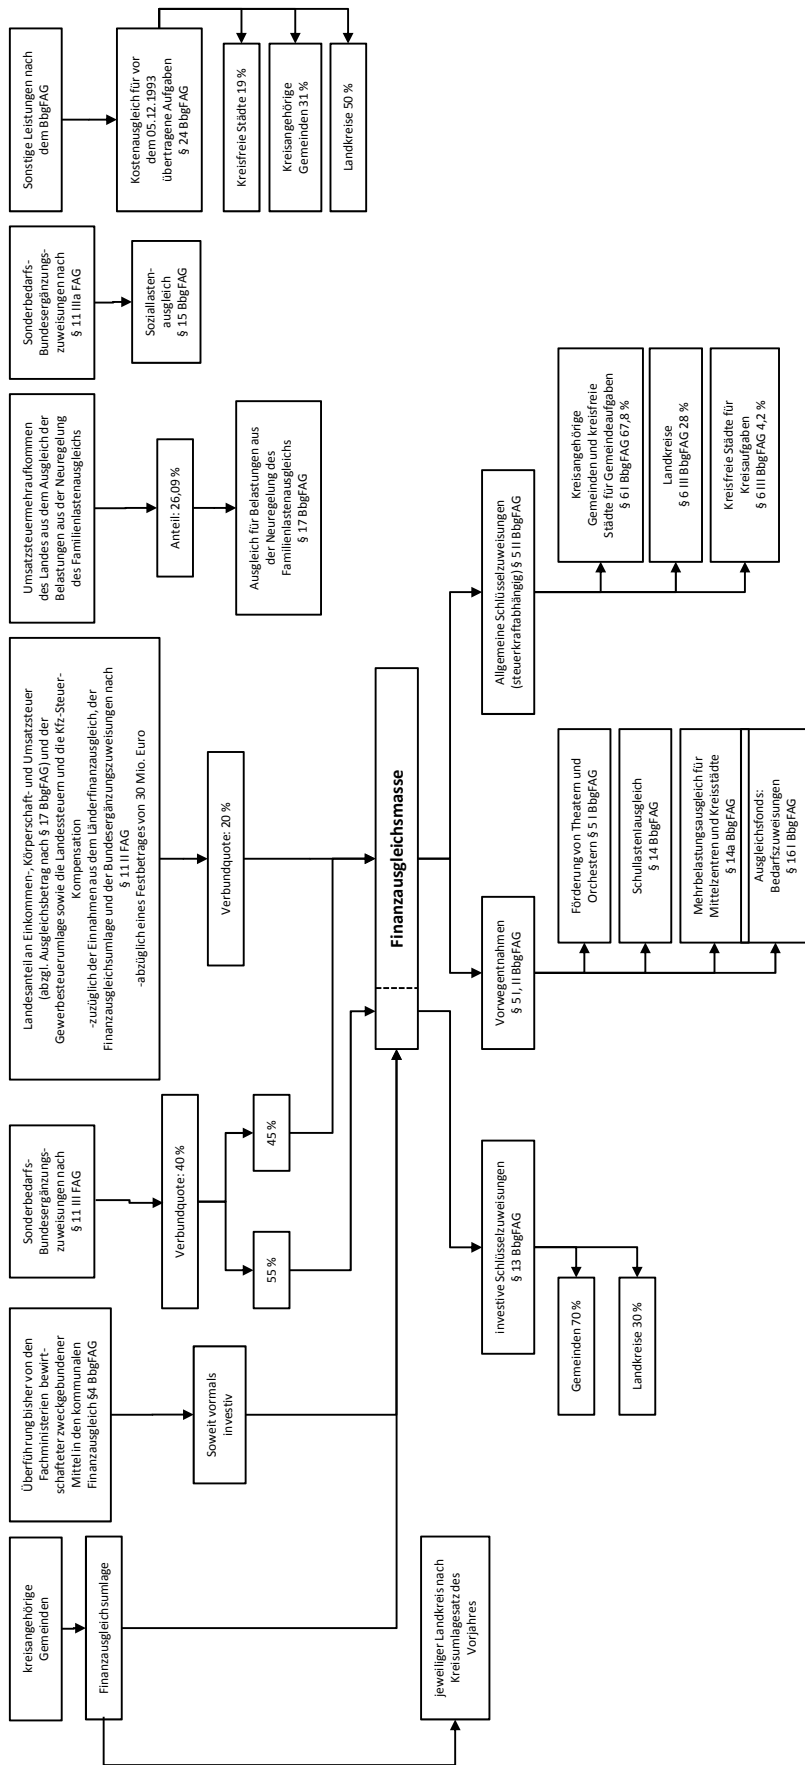 kreisangehörige
Gemeinden
Finanzausgleichsumlage
jeweiliger Landkreis nach
Kreisumlagesatz des
Vorjahres
Überführung bisher von den
Fachministerien bewirt-
schafteter zweckgebundener
Mittel in den kommunalen
Finanzausgleich §4 BbgFAG
Soweit vormals
investiv
Sonderbedarfs-
Bundesergänzungs-
zuweisungen nach
§ 11 III FAG
Verbundquote: 40 %
55 %
45 %
Landesanteil an Einkommen-, Körperschaft- und Umsatzsteuer
(abzgl. Ausgleichsbetrag nach § 17 BbgFAG) und der
Gewerbesteuerumlage sowie die Landessteuern und die Kfz-Steuer-
Kompensation
-zuzüglich der Einnahmen aus dem Länderfinanzausgleich, der
Finanzausgleichsumlage und der Bundesergänzungszuweisungen nach
§ 11 II FAG
-abzüglich eines Festbetrages von 30 Mio. Euro
Verbundquote: 20 %
Umsatzsteuermehraufkommen
des Landes aus dem Ausgleich der
Belastungen aus der Neuregelung
des Familienlastenausgleichs
Anteil: 26,09 %
Ausgleich für Belastungen aus
der Neuregelung des
Familienlastenausgleichs
§ 17 BbgFAG
Sonderbedarfs-
Bundesergänzungs-
zuweisungen nach
§ 11 IIIa FAG
Soziallasten-
ausgleich
§ 15 BbgFAG
Sonstige Leistungen nach
dem BbgFAG
Kostenausgleich für vor
dem 05.12.1993
übertragene Aufgaben
§ 24 BbgFAG
Kreisfreie Städte 19 %
Kreisangehörige
Gemeinden 31 %
Landkreise 50 %
Finanzausgleichsmasse
investive Schlüsselzuweisungen
§ 13 BbgFAG
Gemeinden 70 %
Landkreise 30 %
Vorwegentnahmen
§ 5 I, II BbgFAG
Förderung von Theatern und
Orchestern § 5 I BbgFAG
Schullastenlausgleich
§ 14 BbgFAG
Mehrbelastungsausgleich für
Mittelzentren und Kreisstädte
§ 14a BbgFAG
Ausgleichsfonds:
Bedarfszuweisungen
§ 16 I BbgFAG
Allgemeine Schlüsselzuweisungen
(steuerkraftabhängig) § 5 II BbgFAG
Kreisangehörige
Gemeinden und kreisfreie
Städte für Gemeindeaufgaben
§ 6 I BbgFAG 67,8 %
Landkreise
§ 6 III BbgFAG 28 %
Kreisfreie Städte für
Kreisaufgaben
§ 6 III BbgFAG 4,2 %